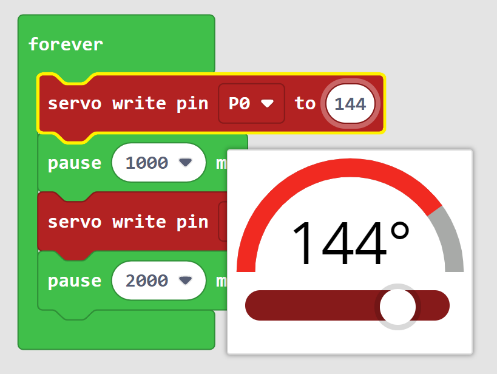 forever
servo write pin P0 to 144
pause 1000 m
servo write pin
144°
pause 2000 m